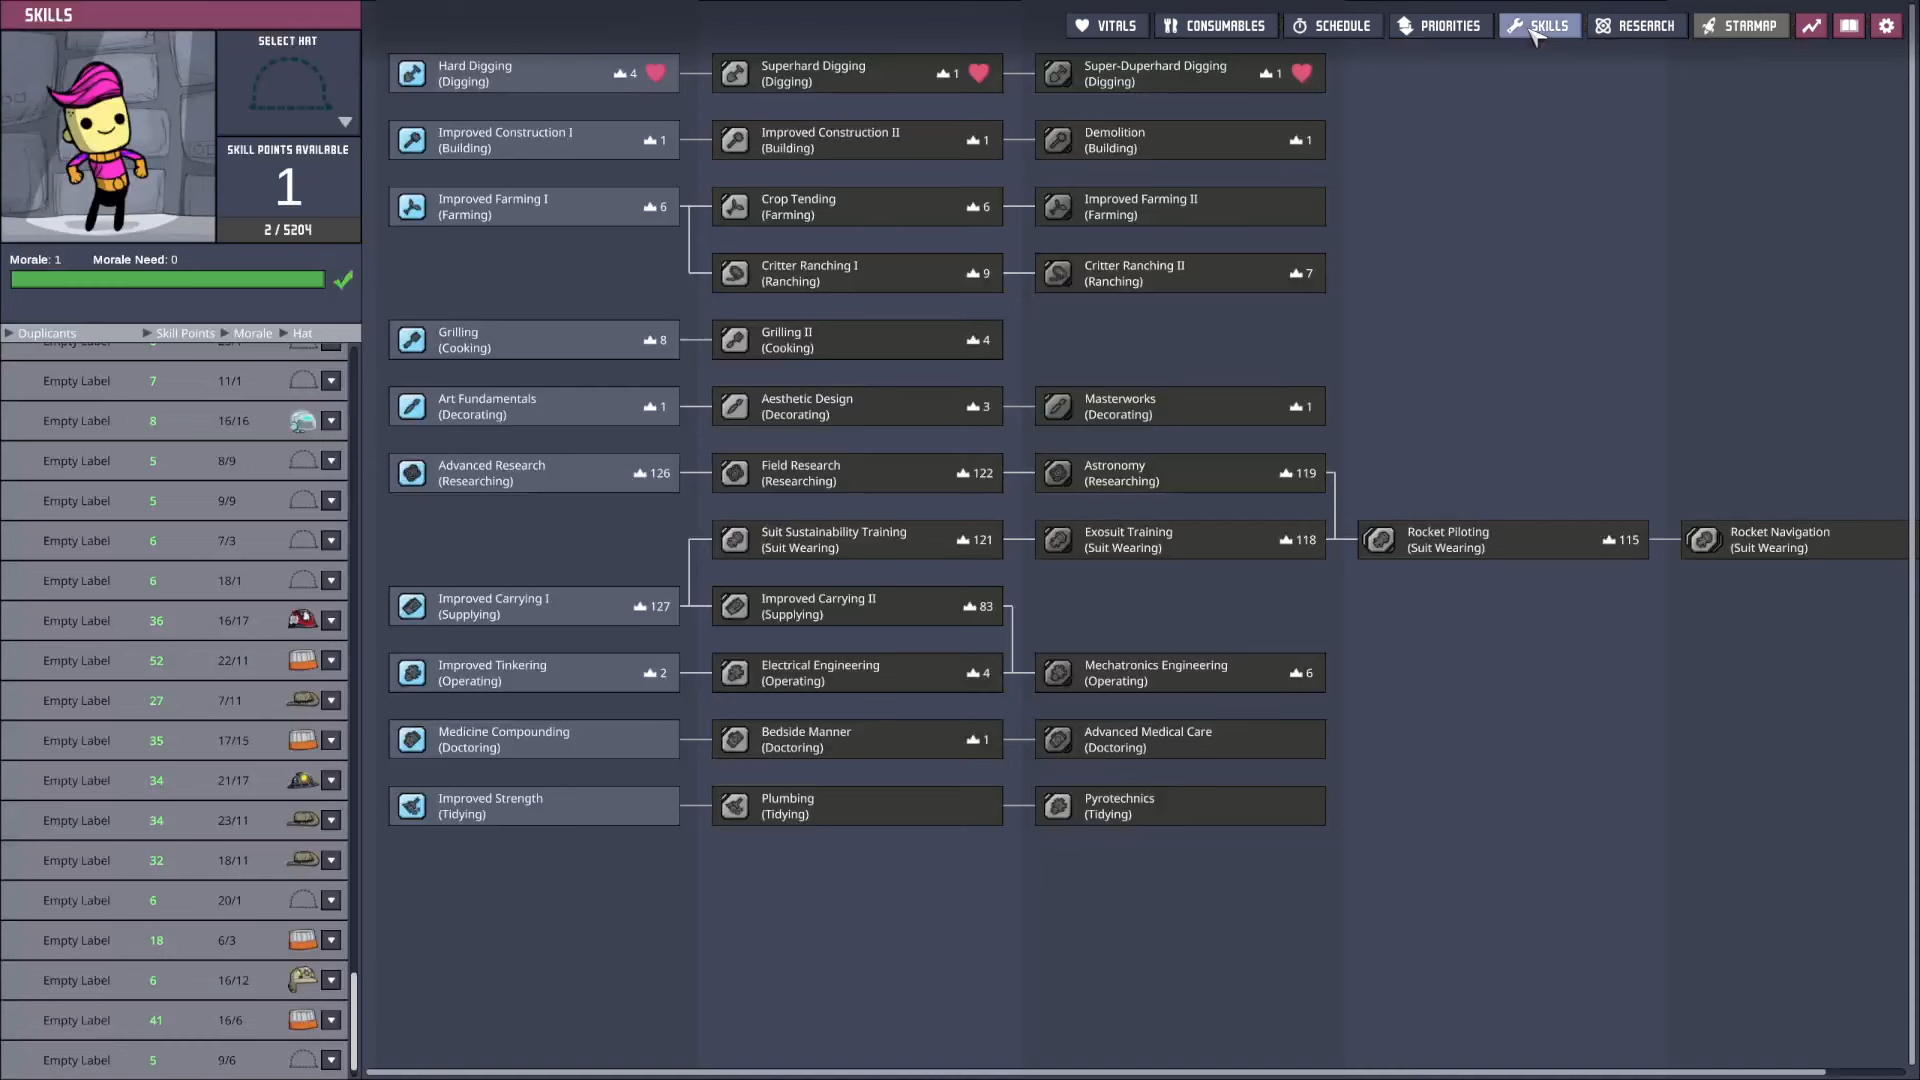 SKILLS
VITALS
CONSUMABLES
SCHEDULE
PRIORITIES
SKILLS
RESEARCH
STARMAP
SELECT HAT
SKILL POINTS AVAILABLE
1
2 / 5204
Morale: 1 Morale Need: 0
Duplicants Skill Points Morale Hat
Empty Label 7 11/1
Empty Label 8 16/16
Empty Label 5 8/9
Empty Label 5 9/9
Empty Label 6 7/3
Empty Label 6 18/1
Empty Label 36 16/17
Empty Label 52 22/11
Empty Label 27 7/11
Empty Label 35 17/15
Empty Label 34 21/17
Empty Label 34 23/11
Empty Label 32 18/11
Empty Label 6 20/1
Empty Label 18 6/3
Empty Label 6 16/12
Empty Label 41 16/6
Empty Label 5 9/6
Hard Digging
(Digging)
4
Superhard Digging
(Digging)
1
Super-Duperhard Digging
(Digging)
1
Improved Construction I
(Building)
1
Improved Construction II
(Building)
1
Demolition
(Building)
1
Improved Farming I
(Farming)
6
Crop Tending
(Farming)
6
Improved Farming II
(Farming)
Critter Ranching I
(Ranching)
9
Critter Ranching II
(Ranching)
7
Grilling
(Cooking)
8
Grilling II
(Cooking)
4
Art Fundamentals
(Decorating)
1
Aesthetic Design
(Decorating)
3
Masterworks
(Decorating)
1
Advanced Research
(Researching)
126
Field Research
(Researching)
122
Astronomy
(Researching)
119
Suit Sustainability Training
(Suit Wearing)
121
Exosuit Training
(Suit Wearing)
118
Rocket Piloting
(Suit Wearing)
115
Rocket Navigation
(Suit Wearing)
Improved Carrying I
(Supplying)
127
Improved Carrying II
(Supplying)
83
Improved Tinkering
(Operating)
2
Electrical Engineering
(Operating)
4
Mechatronics Engineering
(Operating)
6
Medicine Compounding
(Doctoring)
Bedside Manner
(Doctoring)
1
Advanced Medical Care
(Doctoring)
Improved Strength
(Tidying)
Plumbing
(Tidying)
Pyrotechnics
(Tidying)